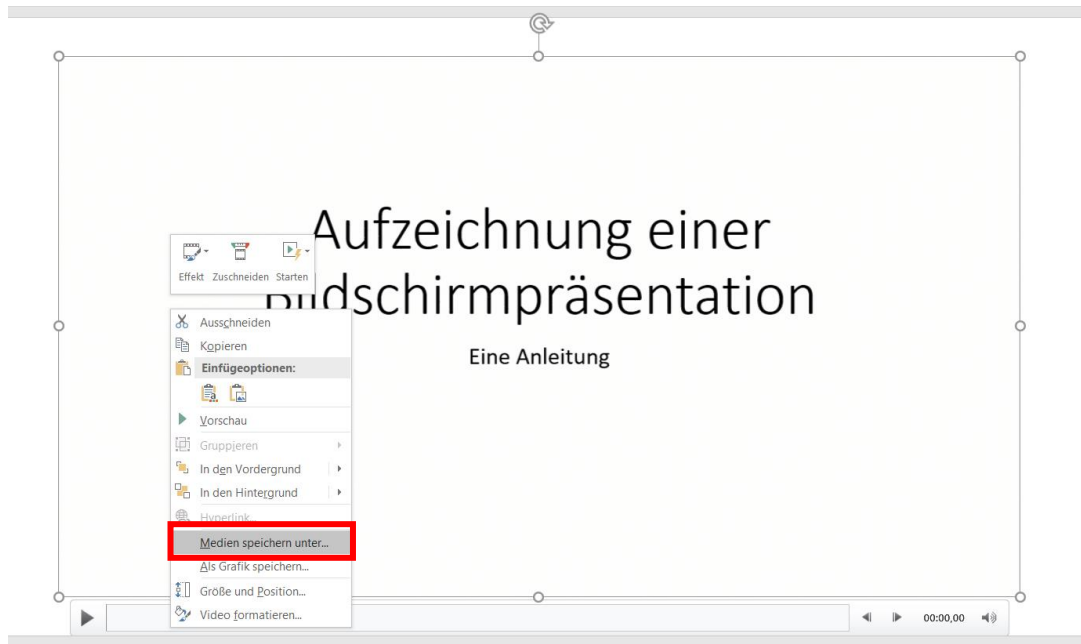 Aufzeichnung einer
Effekt Zuschneiden Starten
Bildschirmpräsentation
Eine Anleitung
Ausschneiden
Kopieren
Einfügeoptionen:
Vorschau
Gruppieren
In den Vordergrund
In den Hintergrund
Hyperlink...
Medien speichern unter...
Als Grafik speichern...
Größe und Position...
Video formatieren...
00:00,00